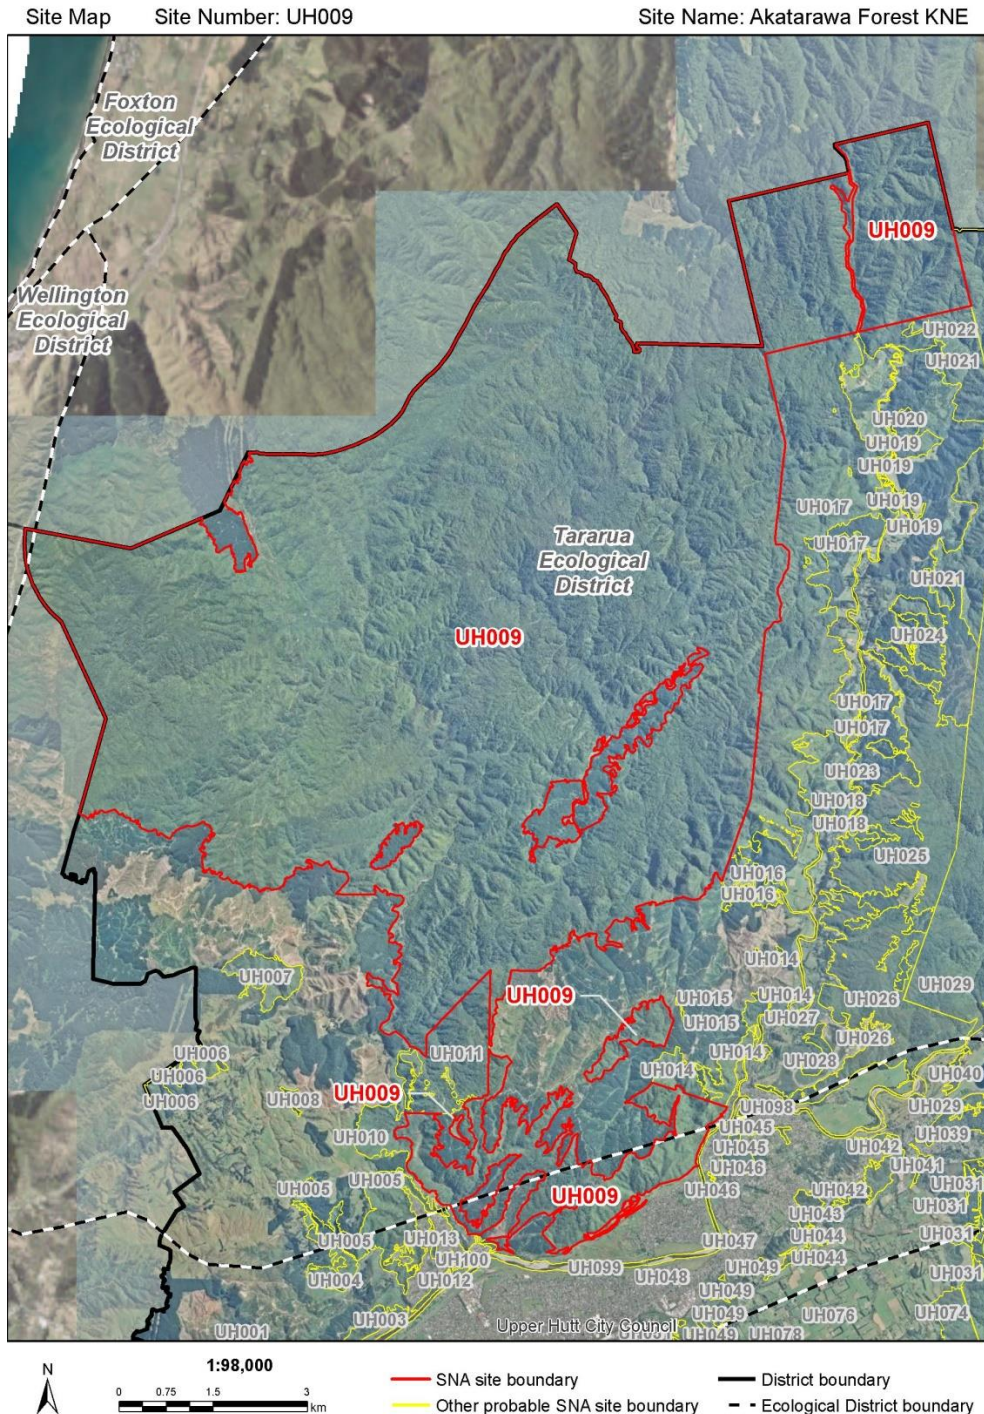 Site Map Site Number: UH009 Site Name: Akatarawa Forest KNE
Foxton
Ecological
District
UH009
Wellington
Ecological
District
UH022
UH021
UH020
UH019
UH019
UH017
UH019
UH019
UH017
Tararua
Ecological
District
UH021
UH009
UH024
UH017
UH017
UH023
UH018
UH018
UH025
UH016
UH016
UH014
UH007
UH029
UH009
UH015
UH014
UH026
UH015
UH027
UH026
UH011
UH014
UH006
UH028
UH014
UH006
UH040
UH006
UH008
UH009
UH098
UH029
UH045
UH010
UH039
UH045
UH042
UH046
UH041
UH005
UH031
UH005
UH009
UH046
UH042
UH031
UH043
UH005
UH013
UH047
UH044
UH031
UH100
UH044
UH099
UH049
UH031
UH004
UH012
UH048
UH049
UH003
UH049
UH076
UH074
UH001
Upper Hutt City Council
UH049
UH078
N
1:98,000
0 0.75 1.5 3
km
SNA site boundary
Other probable SNA site boundary
District boundary
Ecological District boundary